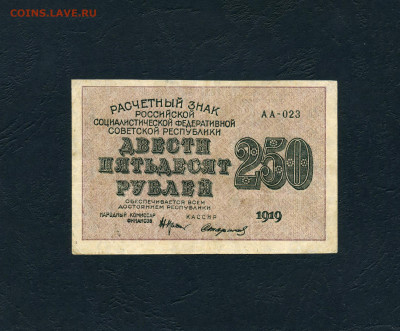 COINS.LAVE.RU
РАСЧЕТНЫЙ ЗНАК
РОССИЙСКОЙ
СОЦИАЛИСТИЧЕСКОЙ ФЕДЕРАТИВНОЙ
СОВЕТСКОЙ РЕСПУБЛИКИ
АА-023
ДВЕСТИ
ПЯТЬДЕСЯТ
РУБЛЕЙ
250
ОБЕСПЕЧИВАЕТСЯ ВСЕМ
ДОСТОЯНИЕМ РЕСПУБЛИКИ
НАРОДНЫЙ КОМИССАР
ФИНАНСОВ
КАССИР
1919